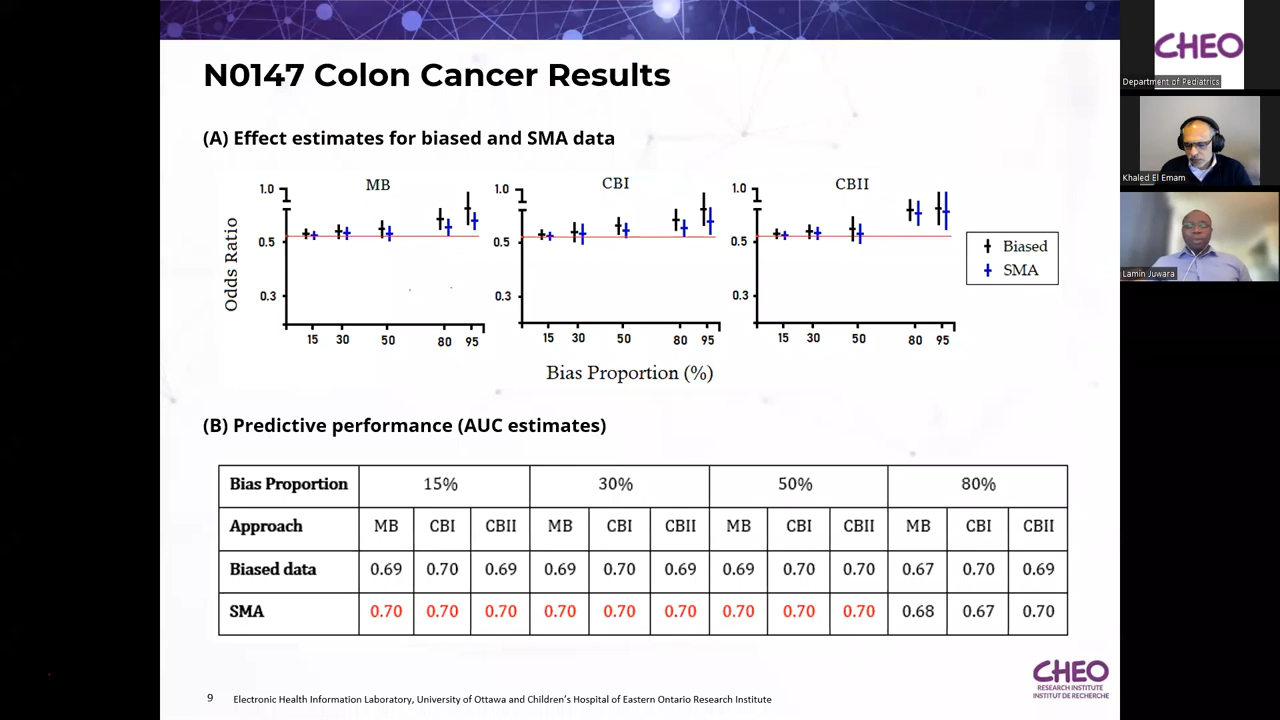 N0147 Colon Cancer Results
(A) Effect estimates for biased and SMA data
MB
CBI
CBII
1.0
0.5
0.3
1.0
0.5
0.3
1.0
0.5
0.3
Odds Ratio
15 30 50 80 95
15 30 50 80 95
15 30 50 80 95
Bias Proportion (%)
Biased
SMA
(B) Predictive performance (AUC estimates)
Bias Proportion 15% 30% 50% 80%
Approach MB CBI CBII MB CBI CBII MB CBI CBII MB CBI CBII
Biased data 0.69 0.70 0.69 0.69 0.70 0.69 0.69 0.70 0.70 0.67 0.70 0.69
SMA 0.70 0.70 0.70 0.70 0.70 0.70 0.70 0.70 0.70 0.68 0.67 0.70
9 Electronic Health Information Laboratory, University of Ottawa and Children's Hospital of Eastern Ontario Research Institute
CHEO
RESEARCH INSTITUTE
INSTITUT DE RECHERCHE
CHEO
Department of Pediatrics
Khaled El Emam
Lamin Juwara